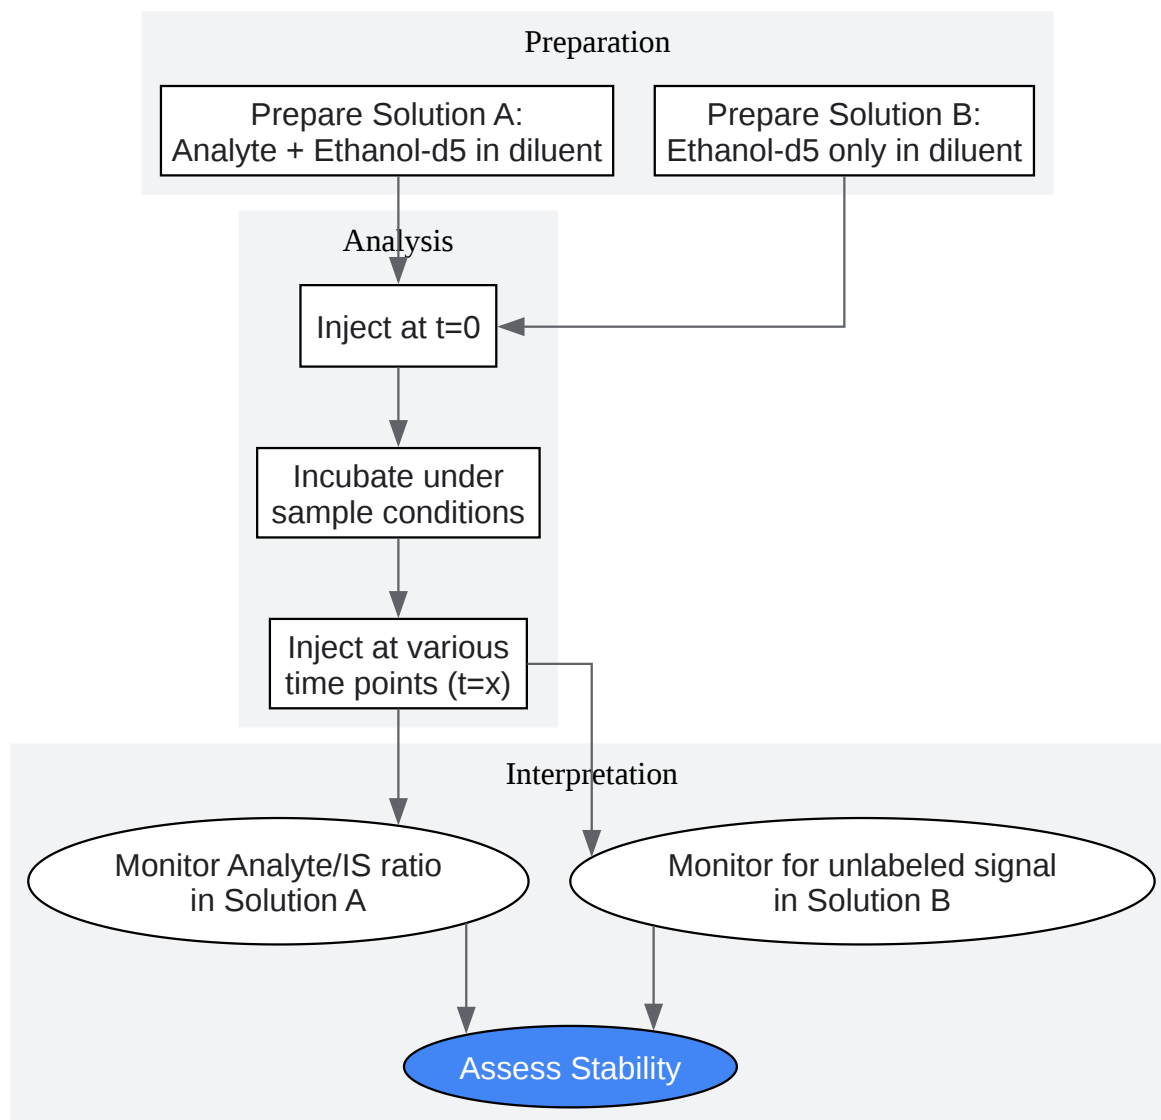 Preparation
Prepare Solution A:
Analyte + Ethanol-d5 in diluent
Prepare Solution B:
Ethanol-d5 only in diluent
Analysis
Inject at t=0
Incubate under
sample conditions
Inject at various
time points (t=x)
Interpretation
Monitor Analyte/IS ratio
in Solution A
Monitor for unlabeled signal
in Solution B
Assess Stability